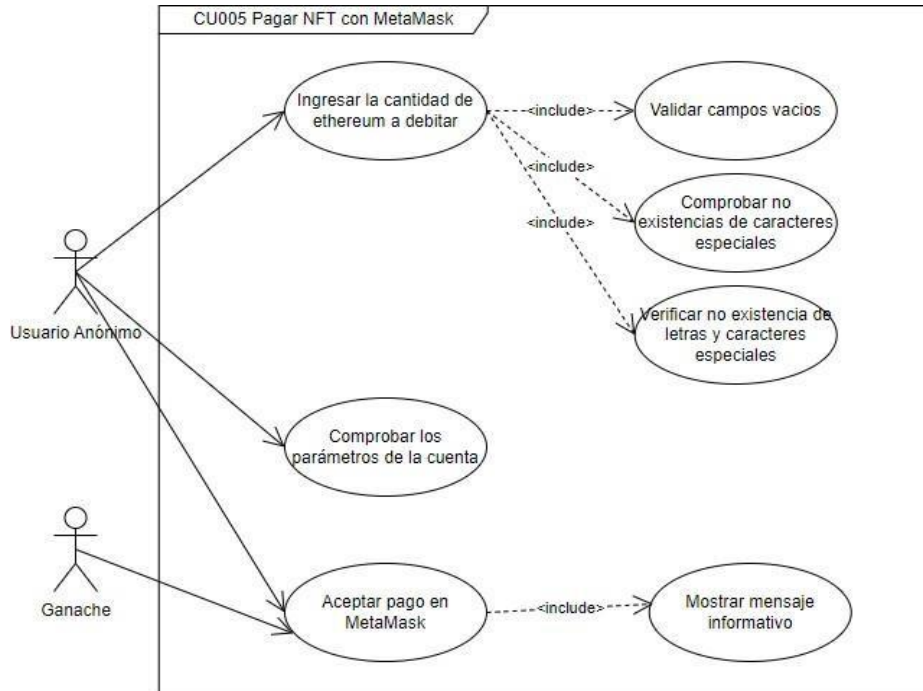 CU005 Pagar NFT con MetaMask
Ingresar la cantidad de
ethereum a debitar
<include>
Validar campos vacios
<include>
Comprobar no
existencias de caracteres
especiales
<include>
Verificar no existencia de
letras y caracteres
especiales
Usuario Anónimo
Comprobar los
parámetros de la cuenta
Ganache
Aceptar pago en
MetaMask
<include>
Mostrar mensaje
informativo